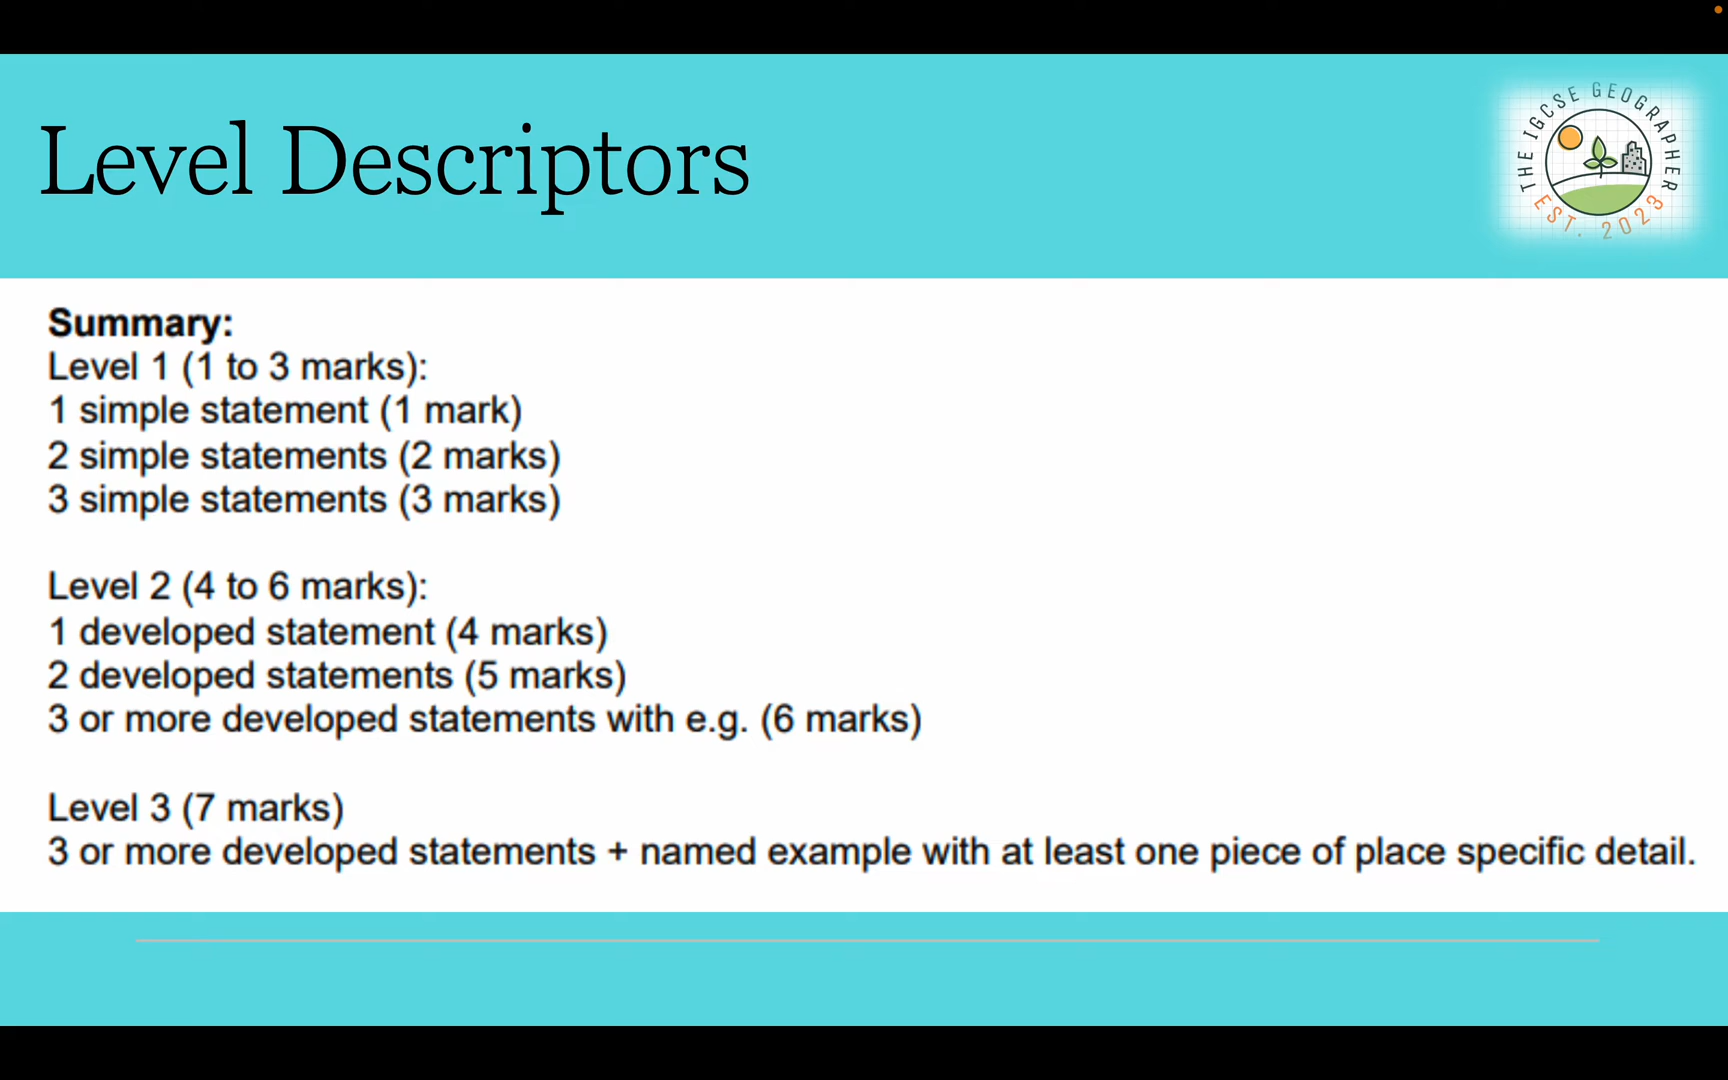 Level Descriptors
THE IGCSE GEOGRAPHER
EST. 2023
Summary:
Level 1 (1 to 3 marks):
1 simple statement (1 mark)
2 simple statements (2 marks)
3 simple statements (3 marks)
Level 2 (4 to 6 marks):
1 developed statement (4 marks)
2 developed statements (5 marks)
3 or more developed statements with e.g. (6 marks)
Level 3 (7 marks)
3 or more developed statements + named example with at least one piece of place specific detail.